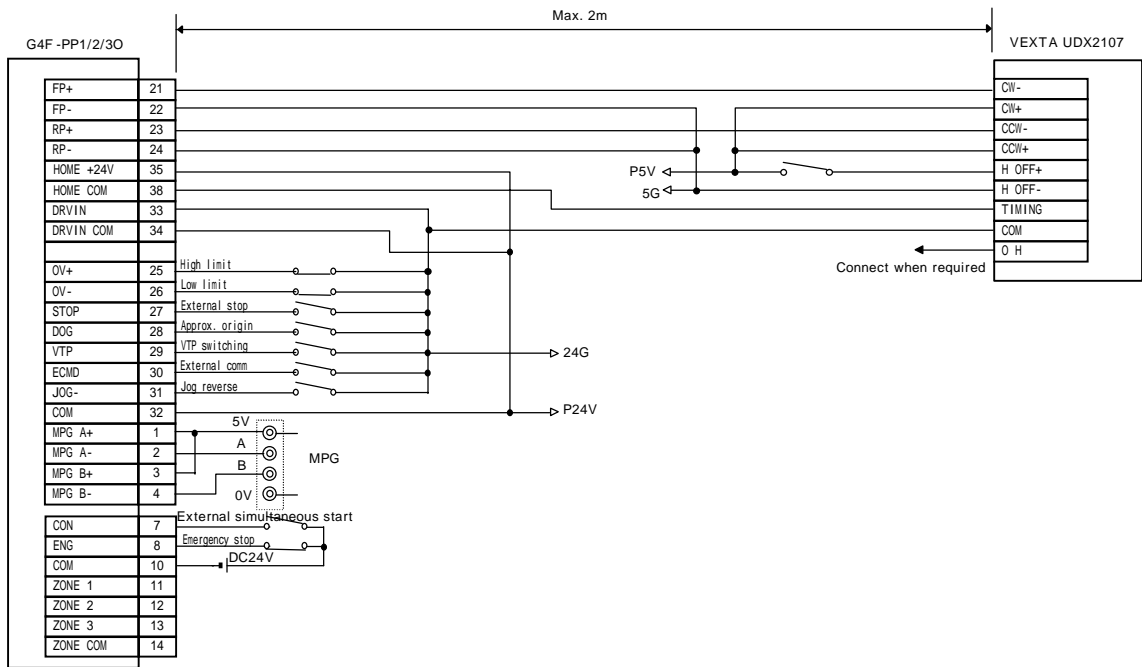 Max. 2m
G4F -PP1/2/3O
VEXTA UDX2107
FP+ 21 CW-
FP- 22 CW+
RP+ 23 CCW-
RP- 24 CCW+
HOME +24V 35 P5V H OFF+
HOME COM 38 5G H OFF-
DRVIN 33 TIMING
DRVIN COM 34 COM
O H
Connect when required
OV+ 25 High limit
OV- 26 Low limit
STOP 27 External stop
DOG 28 Approx. origin
VTP 29 VTP switching 24G
ECMD 30 External comm
JOG- 31 Jog reverse
COM 32 P24V
MPG A+ 1 5V
MPG A- 2 A
MPG
MPG B+ 3 B
MPG B- 4 0V
External simultaneous start
CON 7
ENG 8 Emergency stop
COM 10 DC24V
ZONE 1 11
ZONE 2 12
ZONE 3 13
ZONE COM 14